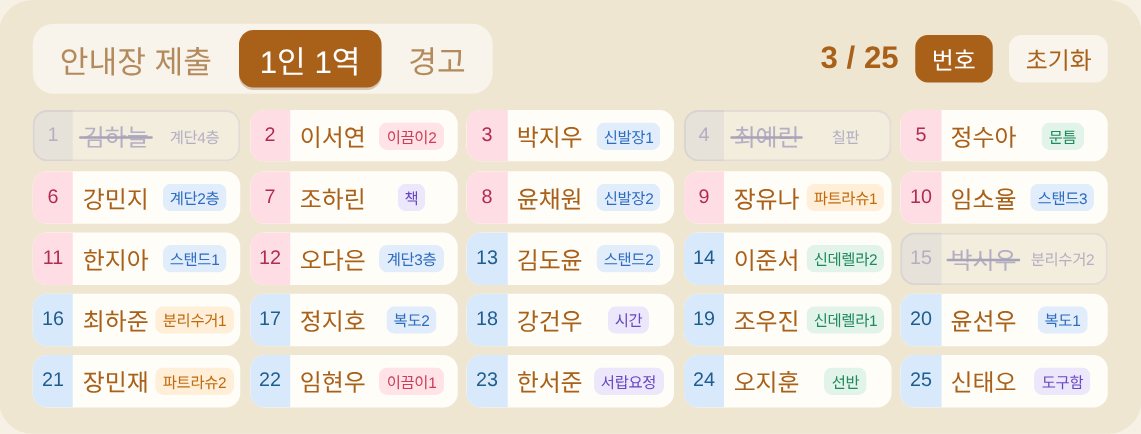 안내장 제출 1인 1역 경고 3 / 25 번호 초기화
1 김하늘 계단4층 2 이서연 이끔이2 3 박지우 신발장1 4 최예린 칠판 5 정수아 문틈
6 강민지 계단2층 7 조하린 책 8 윤채원 신발장2 9 장유나 파트라슈1 10 임소율 스탠드3
11 한지아 스탠드1 12 오다은 계단3층 13 김도윤 스탠드2 14 이준서 신데렐라2 15 박시우 분리수거2
16 최하준 분리수거1 17 정지호 복도2 18 강건우 시간 19 조우진 신데렐라1 20 윤선우 복도1
21 장민재 파트라슈2 22 임현우 이끔이1 23 한서준 서랍요정 24 오지훈 선반 25 신태오 도구함